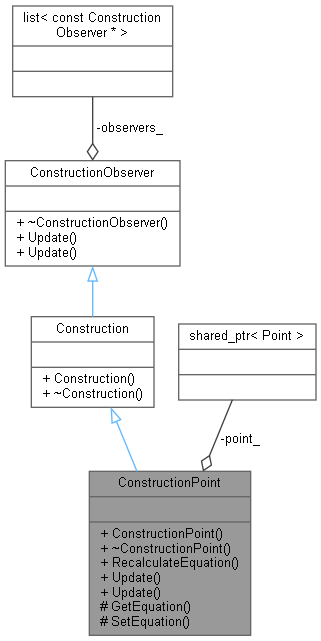 list< const Construction
Observer * >
-observers_
ConstructionObserver
+ ~ConstructionObserver()
+ Update()
+ Update()
Construction
+ Construction()
+ ~Construction()
shared_ptr< Point >
-point_
ConstructionPoint
+ ConstructionPoint()
+ ~ConstructionPoint()
+ RecalculateEquation()
+ Update()
+ Update()
# GetEquation()
# SetEquation()